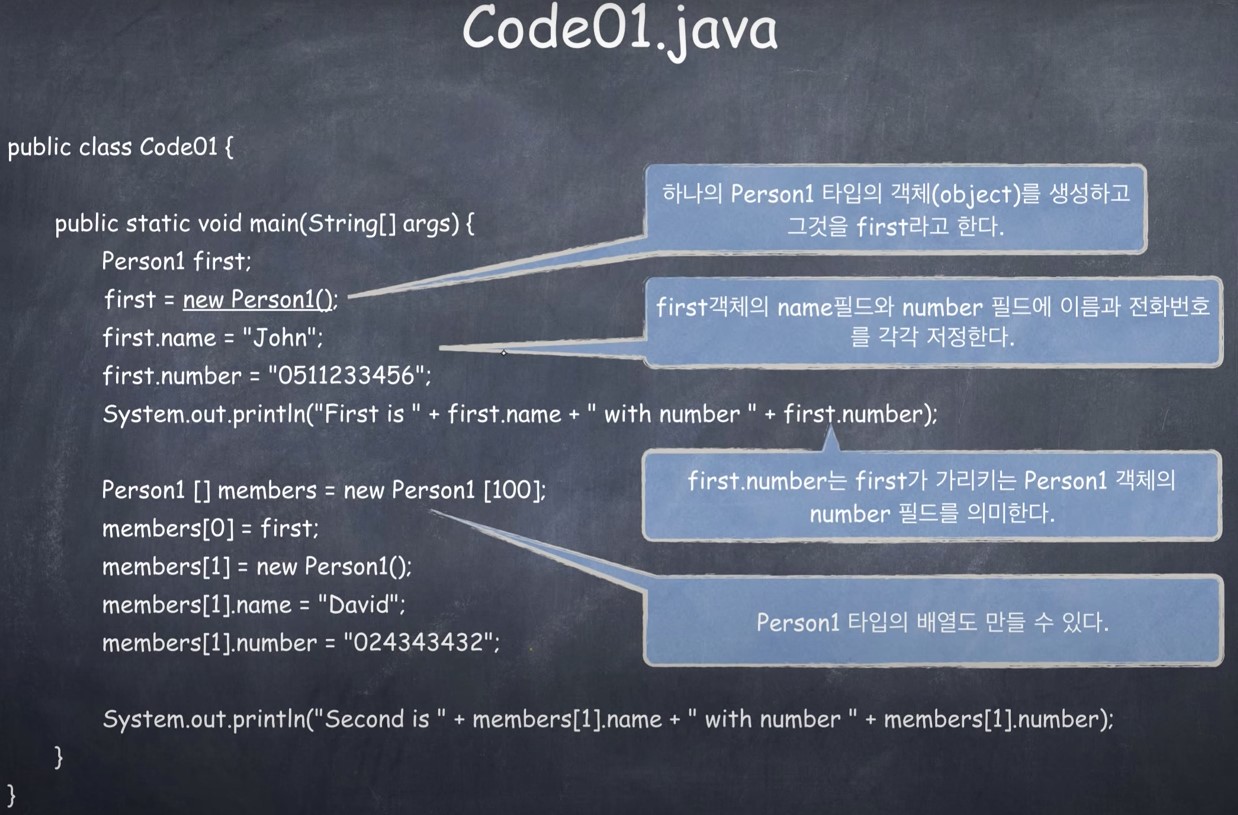 Code01.java
public class Code01 {
public static void main(String[] args) {
Person1 first;
first = new Person1();
first.name = "John";
first.number = "0511233456";
System.out.println("First is " + first.name + " with number " + first.number);
Person1 [] members = new Person1 [100];
members[0] = first;
members[1] = new Person1();
members[1].name = "David";
members[1].number = "024343432";
System.out.println("Second is " + members[1].name + " with number " + members[1].number);
}
}
하나의 Person1 타입의 객체(object)를 생성하고
그것을 first라고 한다.
first객체의 name필드와 number 필드에 이름과 전화번호
를 각각 저정한다.
first.number는 first가 가리키는 Person1 객체의
number 필드를 의미한다.
Person1 타입의 배열도 만들 수 있다.